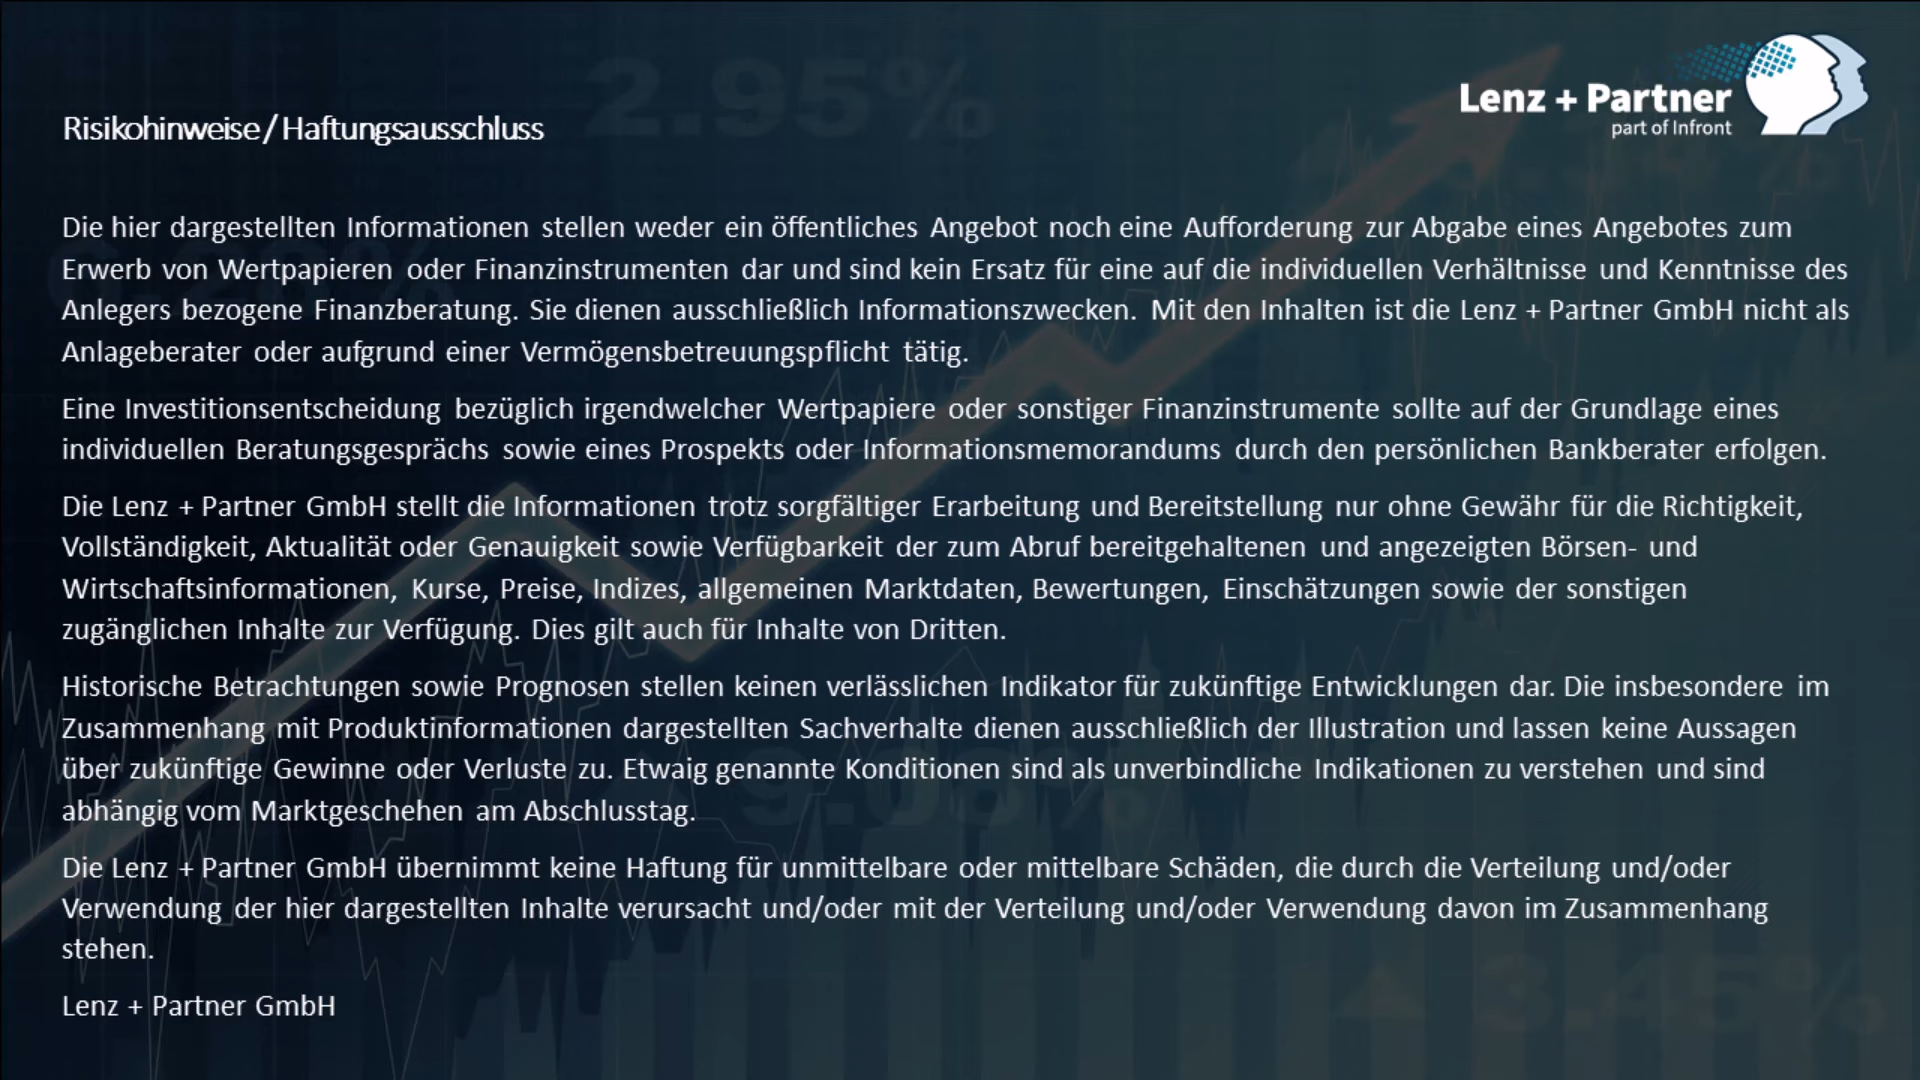 2.95%
Lenz + Partner
part of Infront
Risikohinweise / Haftungsausschluss
Die hier dargestellten Informationen stellen weder ein öffentliches Angebot noch eine Aufforderung zur Abgabe eines Angebotes zum
Erwerb von Wertpapieren oder Finanzinstrumenten dar und sind kein Ersatz für eine auf die individuellen Verhältnisse und Kenntnisse des
Anlegers bezogene Finanzberatung. Sie dienen ausschließlich Informationszwecken. Mit den Inhalten ist die Lenz + Partner GmbH nicht als
Anlageberater oder aufgrund einer Vermögensbetreuungspflicht tätig.
Eine Investitionsentscheidung bezüglich irgendwelcher Wertpapiere oder sonstiger Finanzinstrumente sollte auf der Grundlage eines
individuellen Beratungsgesprächs sowie eines Prospekts oder Informationsmemorandums durch den persönlichen Bankberater erfolgen.
Die Lenz + Partner GmbH stellt die Informationen trotz sorgfältiger Erarbeitung und Bereitstellung nur ohne Gewähr für die Richtigkeit,
Vollständigkeit, Aktualität oder Genauigkeit sowie Verfügbarkeit der zum Abruf bereitgehaltenen und angezeigten Börsen- und
Wirtschaftsinformationen, Kurse, Preise, Indizes, allgemeinen Marktdaten, Bewertungen, Einschätzungen sowie der sonstigen
zugänglichen Inhalte zur Verfügung. Dies gilt auch für Inhalte von Dritten.
Historische Betrachtungen sowie Prognosen stellen keinen verlässlichen Indikator für zukünftige Entwicklungen dar. Die insbesondere im
Zusammenhang mit Produktinformationen dargestellten Sachverhalte dienen ausschließlich der Illustration und lassen keine Aussagen
über zukünftige Gewinne oder Verluste zu. Etwaig genannte Konditionen sind als unverbindliche Indikationen zu verstehen und sind
abhängig vom Marktgeschehen am Abschlusstag.
Die Lenz + Partner GmbH übernimmt keine Haftung für unmittelbare oder mittelbare Schäden, die durch die Verteilung und/oder
Verwendung der hier dargestellten Inhalte verursacht und/oder mit der Verteilung und/oder Verwendung davon im Zusammenhang
stehen.
Lenz + Partner GmbH
3.45%